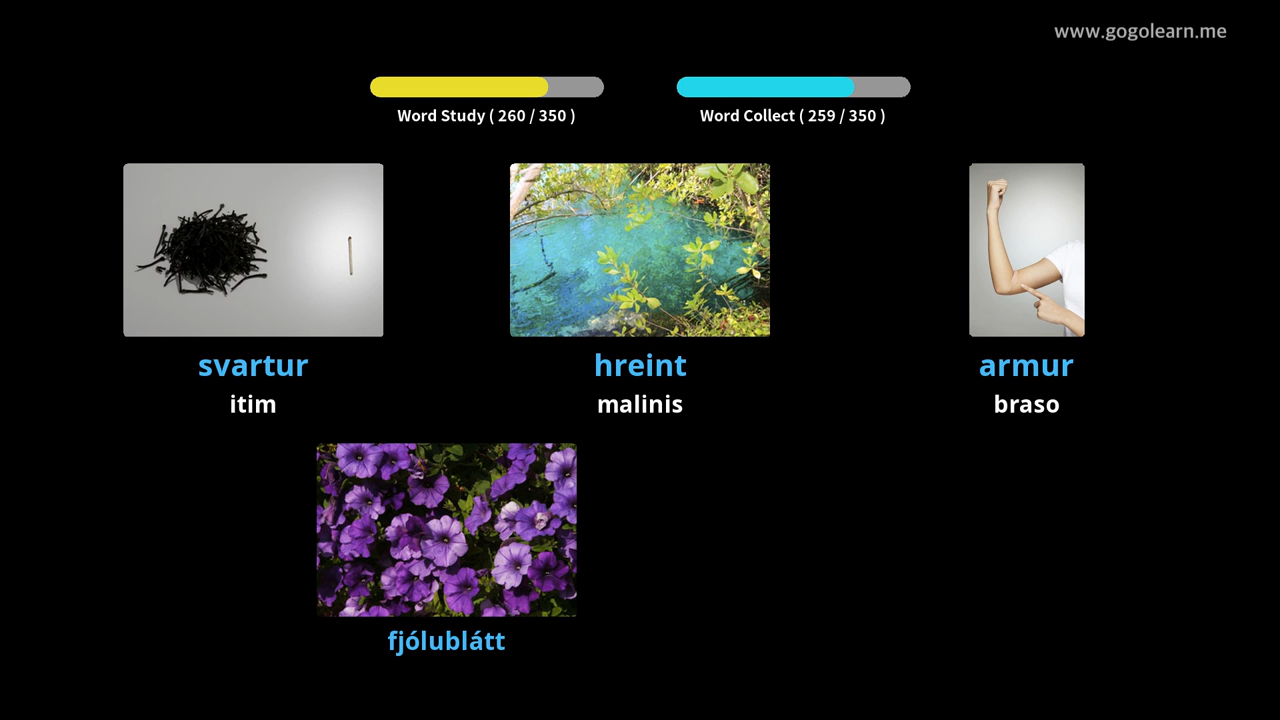 www.gogolearn.me
Word Study ( 260 / 350 )
Word Collect ( 259 / 350 )
svartur
itim
hreint
malinis
armur
braso
fjólublátt